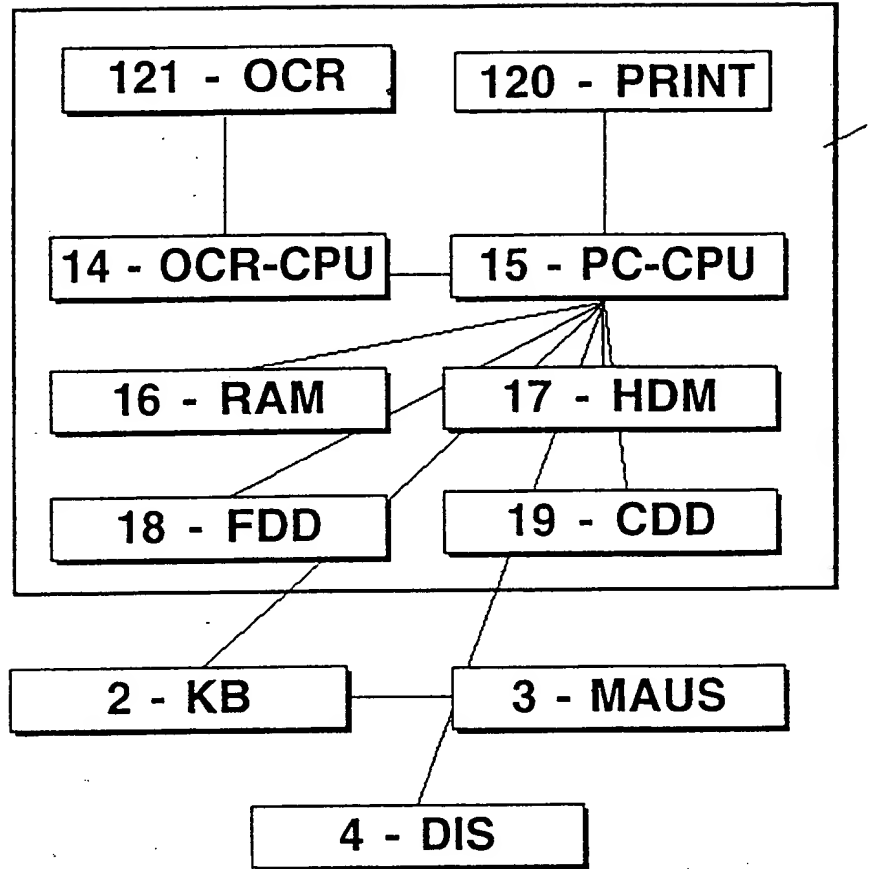 121 - OCR
120 - PRINT
14 - OCR-CPU
15 - PC-CPU
16 - RAM
17 - HDM
18 - FDD
19 - CDD
2 - KB
3 - MAUS
4 - DIS